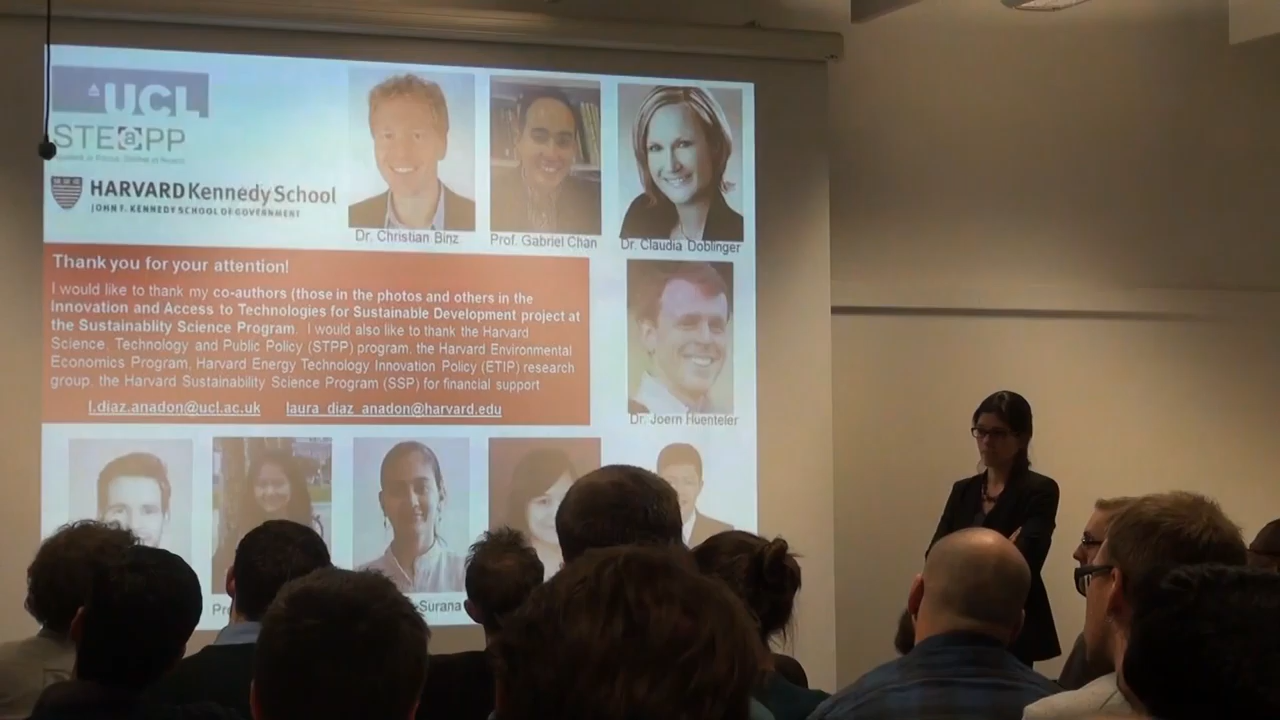 UCL
STEaPP
HARVARD Kennedy School
JOHN F. KENNEDY SCHOOL OF GOVERNMENT
Dr. Christian Binz
Prof. Gabriel Chan
Dr. Claudia Doblinger
Thank you for your attention!
I would like to thank my co-authors (those in the photos and others in the
Innovation and Access to Technologies for Sustainable Development project at
the Sustainablity Science Program. I would also like to thank the Harvard
Science, Technology and Public Policy (STPP) program, the Harvard Environmental
Economics Program, Harvard Energy Technology Innovation Policy (ETIP) research
group, the Harvard Sustainability Science Program (SSP) for financial support
l.diaz.anadon@ucl.ac.uk laura_diaz_anadon@harvard.edu
Dr. Joern Huenteler
Surana